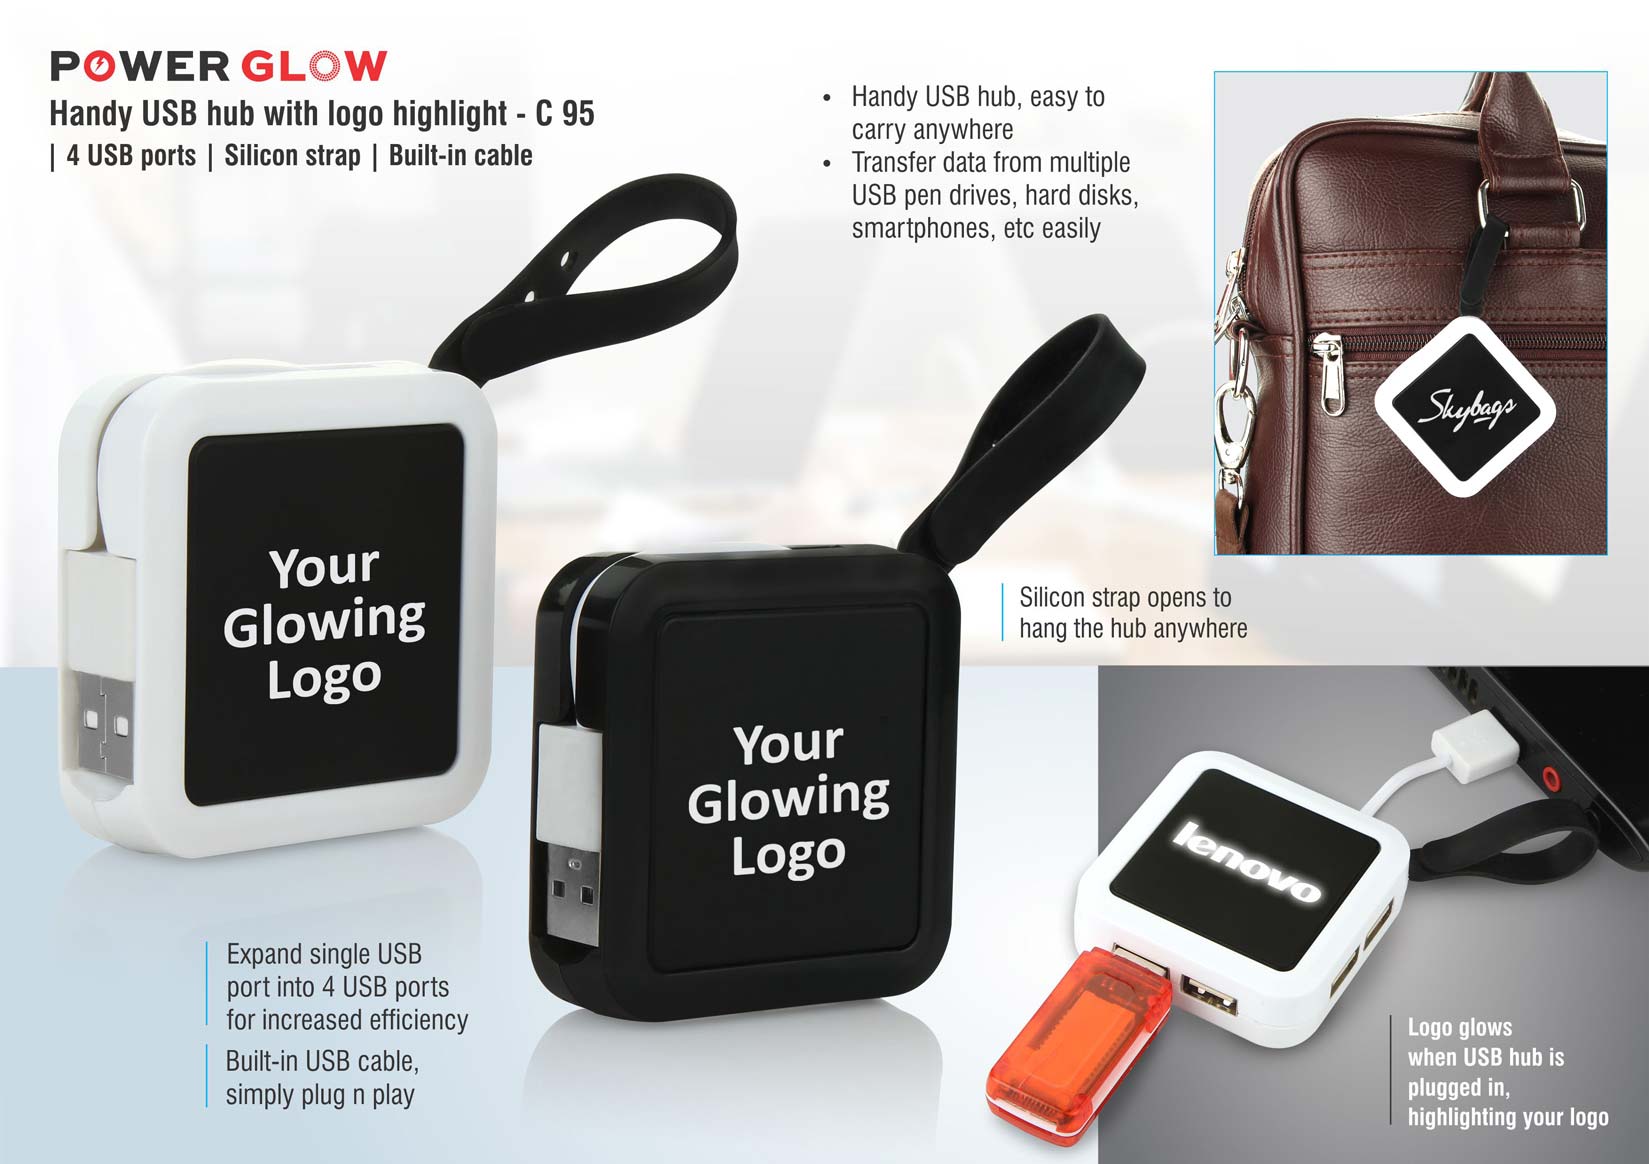 POWER GLOW
Handy USB hub with logo highlight - C 95
| 4 USB ports | Silicon strap | Built-in cable
• Handy USB hub, easy to
carry anywhere
• Transfer data from multiple
USB pen drives, hard disks,
smartphones, etc easily
Skybags
Your
Glowing
Logo
Your
Glowing
Logo
Silicon strap opens to
hang the hub anywhere
lenovo
Expand single USB
port into 4 USB ports
for increased efficiency
Built-in USB cable,
simply plug n play
Logo glows
when USB hub is
plugged in,
highlighting your logo